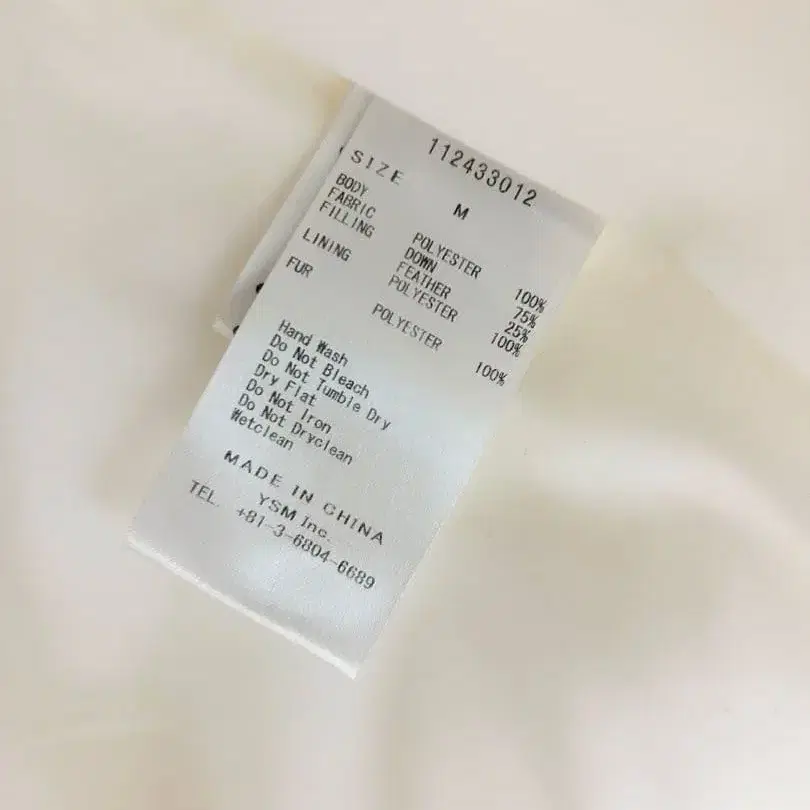 112433012
SIZE M
BODY
FABRIC POLYESTER 100%
FILLING DOWN 75%
FEATHER 25%
LINING POLYESTER 100%
FUR POLYESTER 100%
Hand Wash
Do Not Bleach
Do Not Tumble Dry
Dry Flat
Do Not Iron
Do Not Dryclean
Wetclean
MADE IN CHINA
YSM Inc.
TEL. +81-3-6804-6689